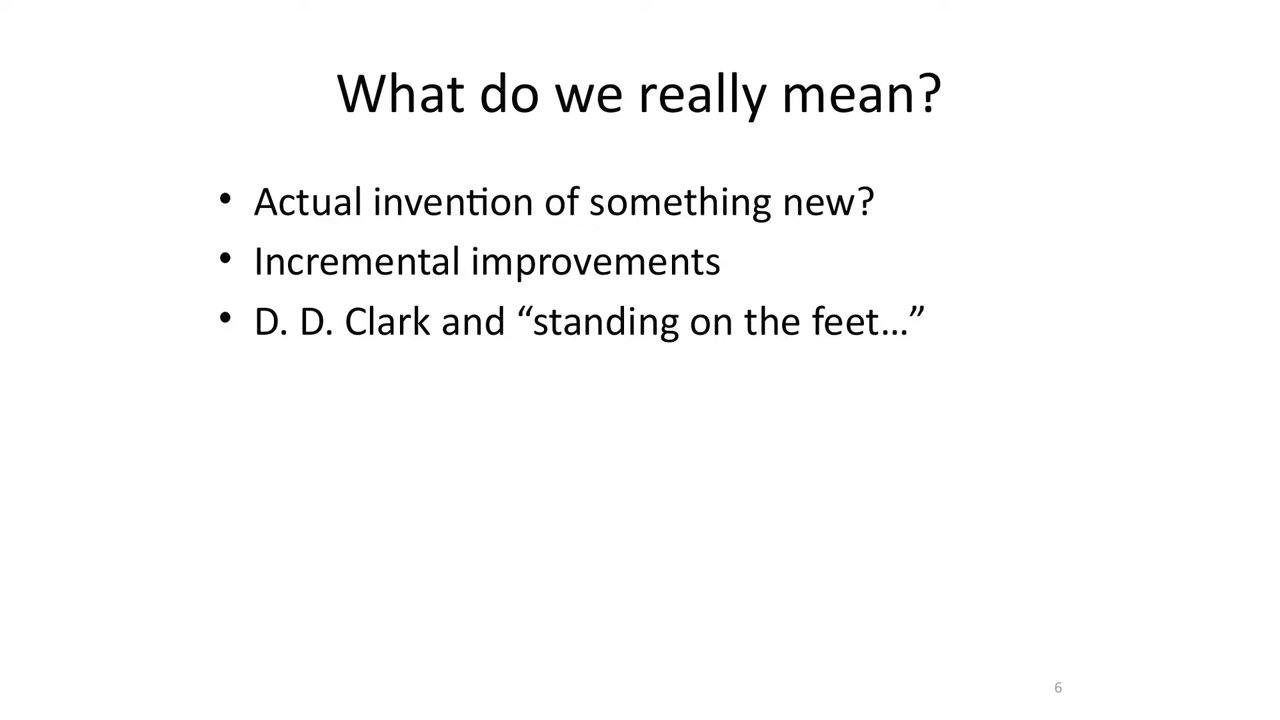 What do we really mean?
• Actual invention of something new?
• Incremental improvements
• D. D. Clark and “standing on the feet…”
6